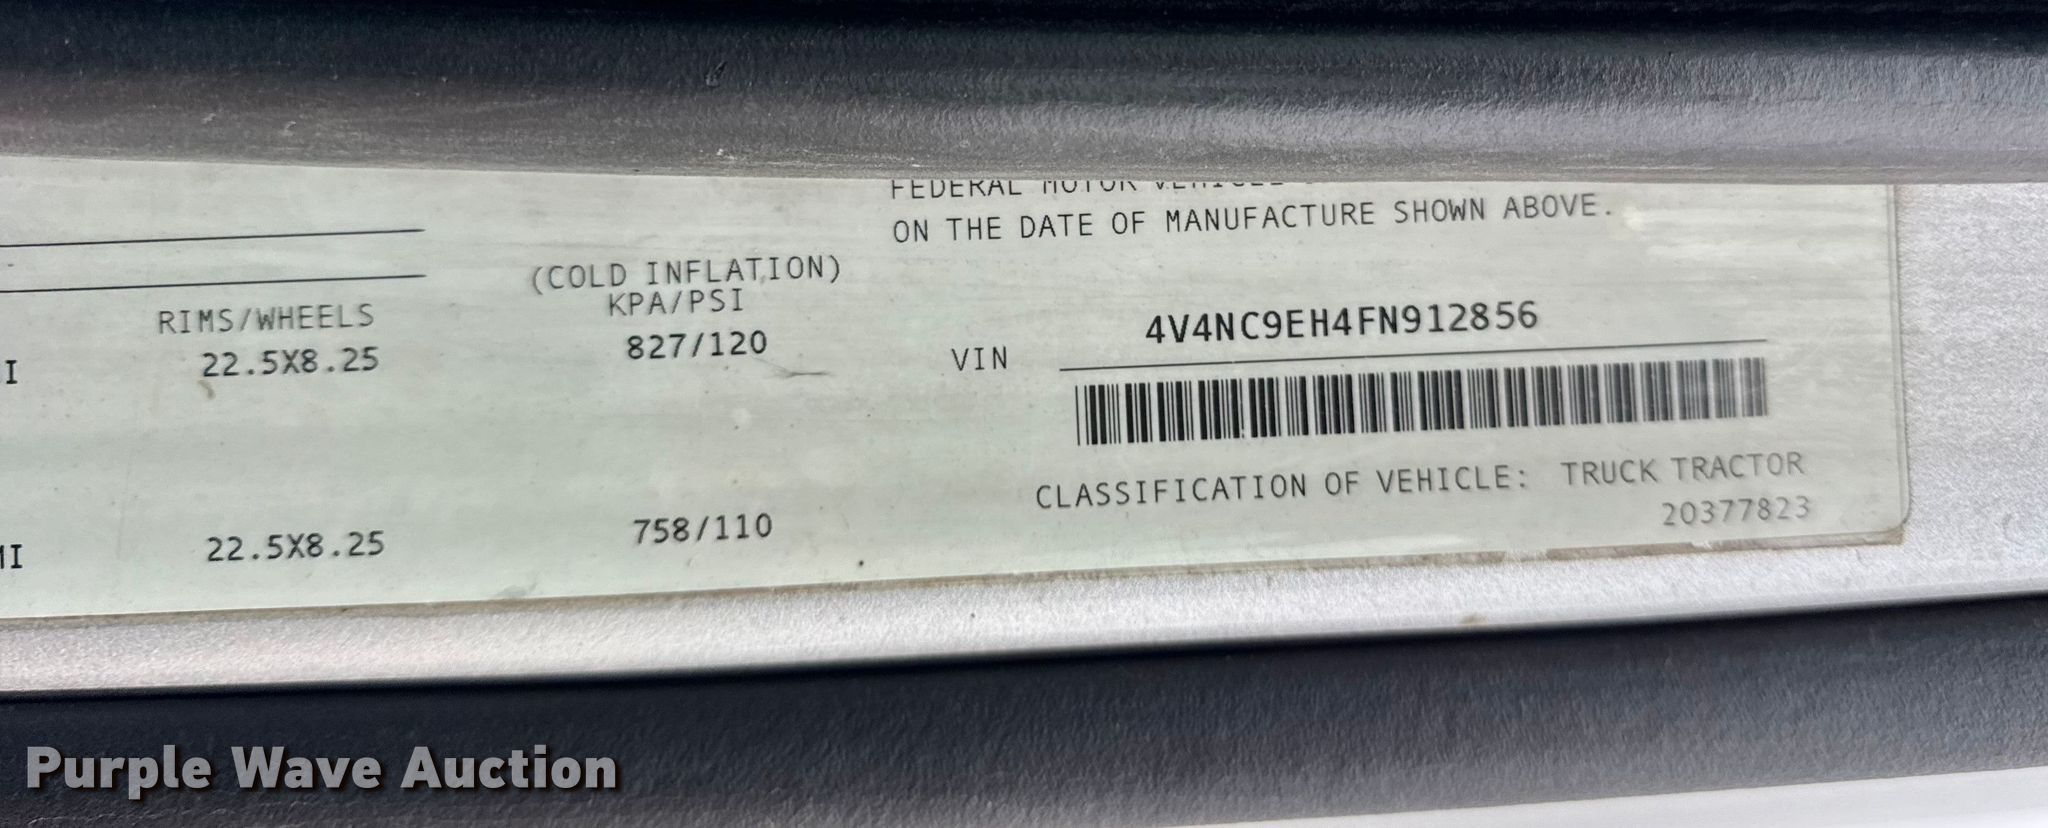 FEDERAL MOTOR VEHICLE
ON THE DATE OF MANUFACTURE SHOWN ABOVE.
(COLD INFLATION)
RIMS/WHEELS KPA/PSI
I 22.5X8.25 827/120
VIN 4V4NC9EH4FN912856
CLASSIFICATION OF VEHICLE: TRUCK TRACTOR
20377823
MI 22.5X8.25 758/110
Purple Wave Auction